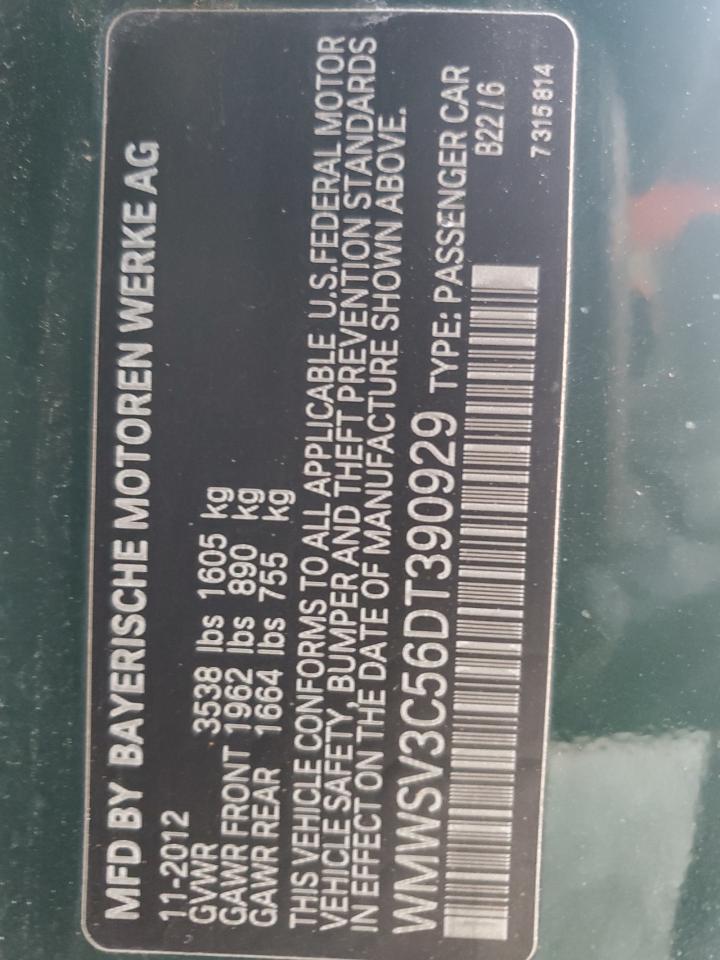 MFD BY BAYERISCHE MOTOREN WERKE AG
11-2012
GVWR 3538 lbs 1605 kg
GAWR FRONT 1962 lbs 890 kg
GAWR REAR 1664 lbs 755 kg
THIS VEHICLE CONFORMS TO ALL APPLICABLE U.S.FEDERAL MOTOR
VEHICLE SAFETY, BUMPER AND THEFT PREVENTION STANDARDS
IN EFFECT ON THE DATE OF MANUFACTURE SHOWN ABOVE.
WMWSV3C56DT390929 TYPE: PASSENGER CAR
B22/6
7 315 814